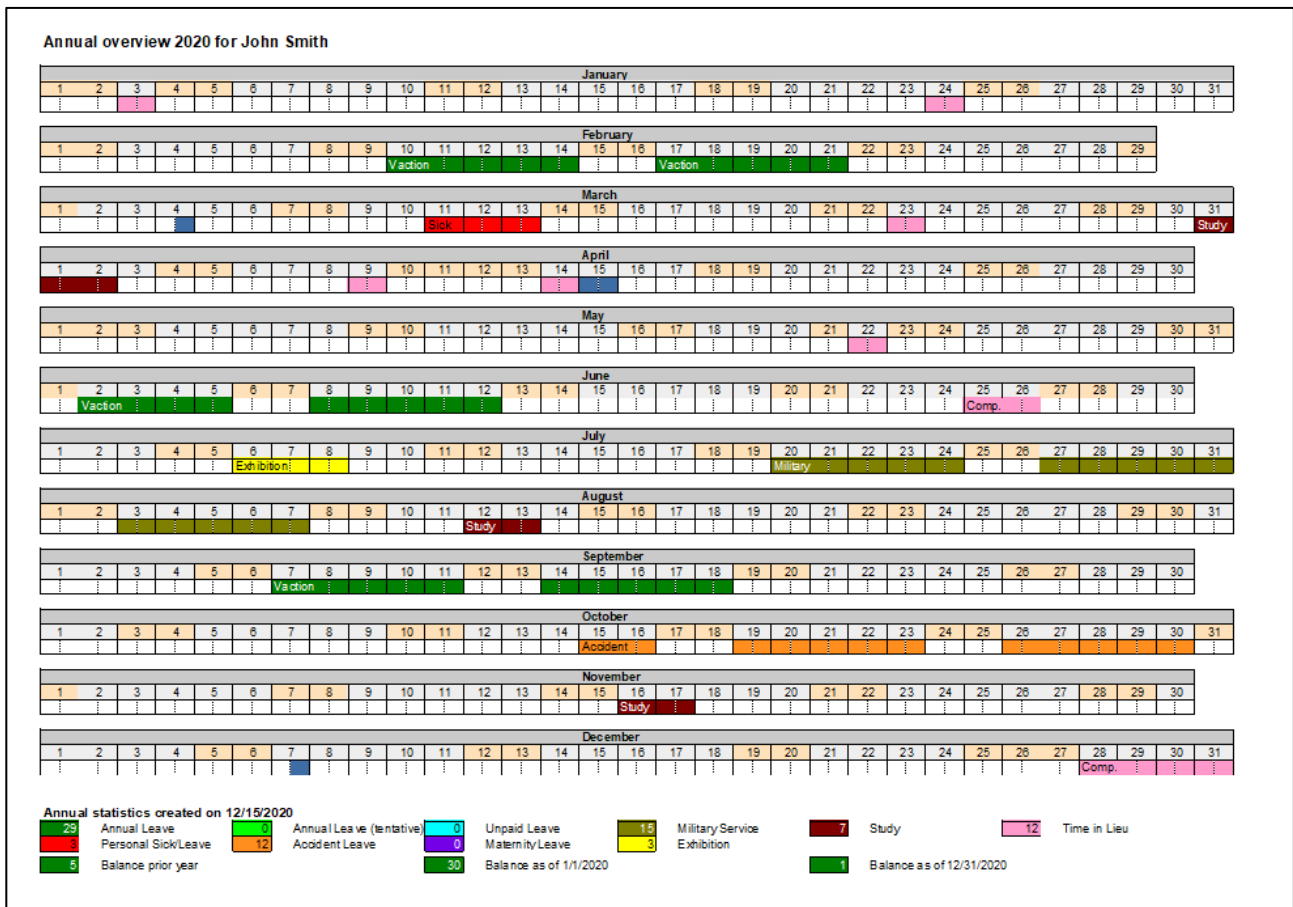 Annual overview 2020 for John Smith
January
1 2 3 4 5 6 7 8 9 10 11 12 13 14 15 16 17 18 19 20 21 22 23 24 25 26 27 28 29 30 31
February
1 2 3 4 5 6 7 8 9 10 11 12 13 14 15 16 17 18 19 20 21 22 23 24 25 26 27 28 29
Vaction Vaction
March
1 2 3 4 5 6 7 8 9 10 11 12 13 14 15 16 17 18 19 20 21 22 23 24 25 26 27 28 29 30 31
Sick Study
April
1 2 3 4 5 6 7 8 9 10 11 12 13 14 15 16 17 18 19 20 21 22 23 24 25 26 27 28 29 30
May
1 2 3 4 5 6 7 8 9 10 11 12 13 14 15 16 17 18 19 20 21 22 23 24 25 26 27 28 29 30 31
June
1 2 3 4 5 6 7 8 9 10 11 12 13 14 15 16 17 18 19 20 21 22 23 24 25 26 27 28 29 30
Vaction Comp.
July
1 2 3 4 5 6 7 8 9 10 11 12 13 14 15 16 17 18 19 20 21 22 23 24 25 26 27 28 29 30 31
Exhibition Military
August
1 2 3 4 5 6 7 8 9 10 11 12 13 14 15 16 17 18 19 20 21 22 23 24 25 26 27 28 29 30 31
Study
September
1 2 3 4 5 6 7 8 9 10 11 12 13 14 15 16 17 18 19 20 21 22 23 24 25 26 27 28 29 30
Vaction
October
1 2 3 4 5 6 7 8 9 10 11 12 13 14 15 16 17 18 19 20 21 22 23 24 25 26 27 28 29 30 31
Accident
November
1 2 3 4 5 6 7 8 9 10 11 12 13 14 15 16 17 18 19 20 21 22 23 24 25 26 27 28 29 30
Study
December
1 2 3 4 5 6 7 8 9 10 11 12 13 14 15 16 17 18 19 20 21 22 23 24 25 26 27 28 29 30 31
Comp.
Annual statistics created on 12/15/2020
29 Annual Leave 0 Annual Leave (tentative) 0 Unpaid Leave 15 Military Service 7 Study 12 Time in Lieu
3 Personal Sick/Leave 12 Accident Leave 0 Maternity Leave 3 Exhibition
5 Balance prior year 30 Balance as of 1/1/2020 1 Balance as of 12/31/2020